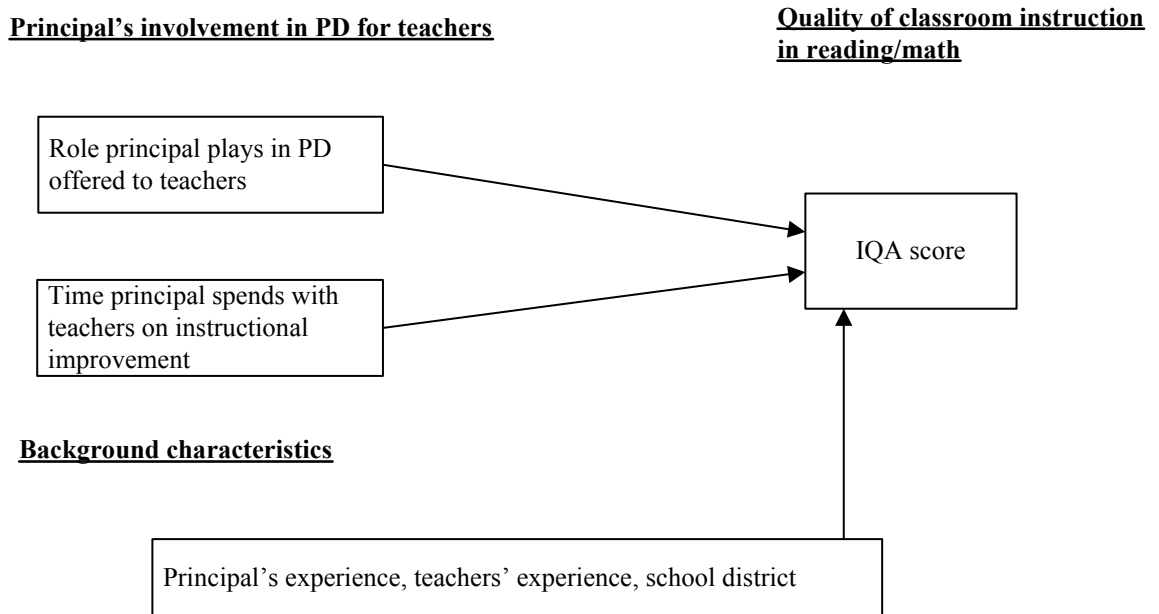 Principal’s involvement in PD for teachers
Quality of classroom instruction
in reading/math
Role principal plays in PD
offered to teachers
IQA score
Time principal spends with
teachers on instructional
improvement
Background characteristics
Principal’s experience, teachers’ experience, school district